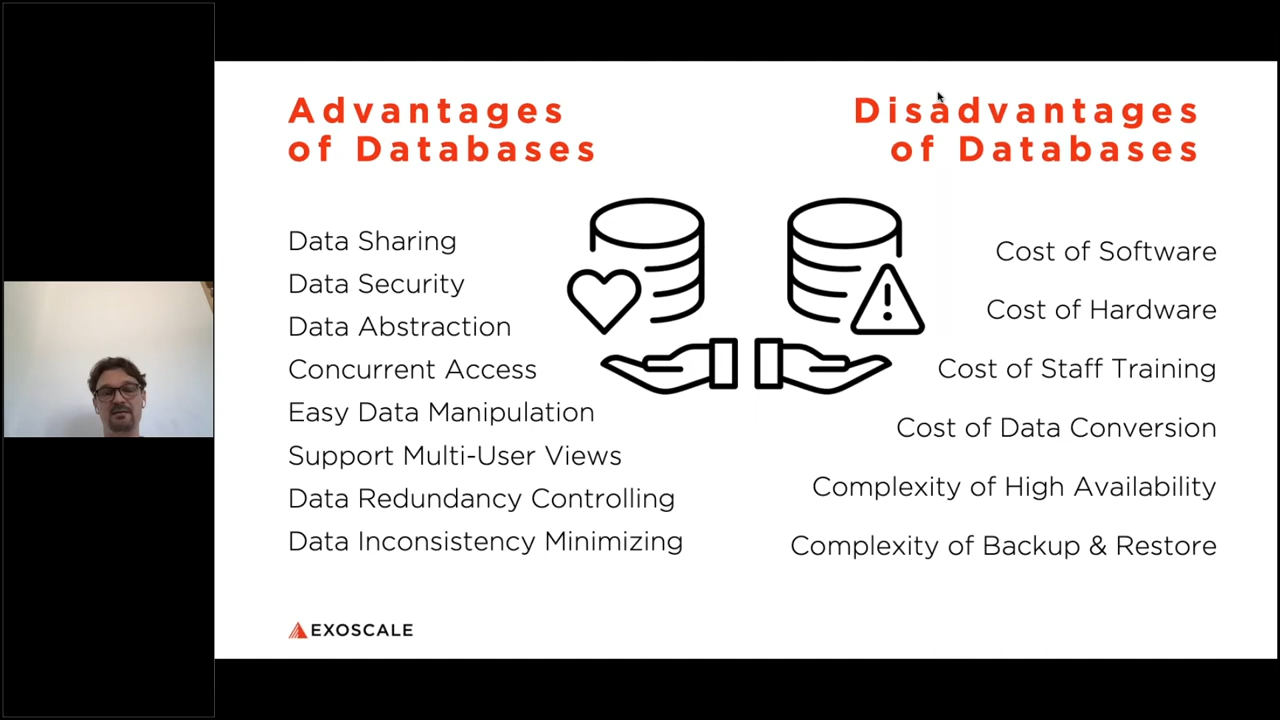 Advantages
of Databases
Data Sharing
Data Security
Data Abstraction
Concurrent Access
Easy Data Manipulation
Support Multi-User Views
Data Redundancy Controlling
Data Inconsistency Minimizing
Disadvantages
of Databases
Cost of Software
Cost of Hardware
Cost of Staff Training
Cost of Data Conversion
Complexity of High Availability
Complexity of Backup & Restore
EXOSCALE